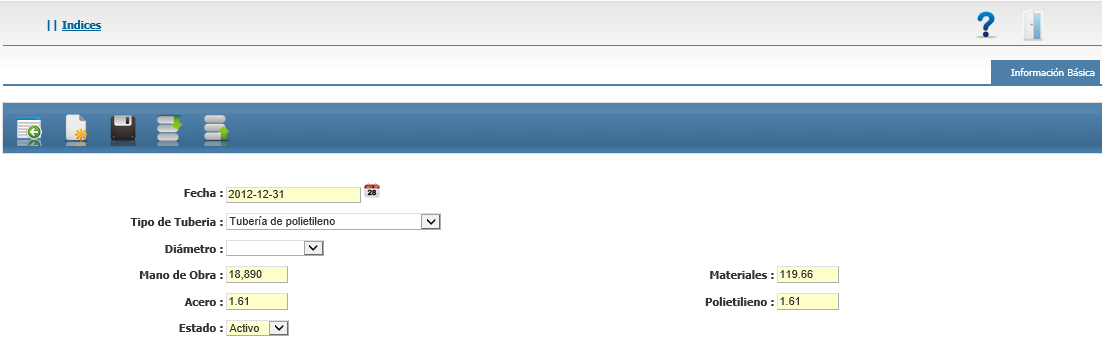 || Indices
?
Información Básica
Fecha : 2012-12-31 28
Tipo de Tuberia : Tubería de polietileno
Diámetro :
Mano de Obra : 18,890 Materiales : 119.66
Acero : 1.61 Polietilieno : 1.61
Estado : Activo